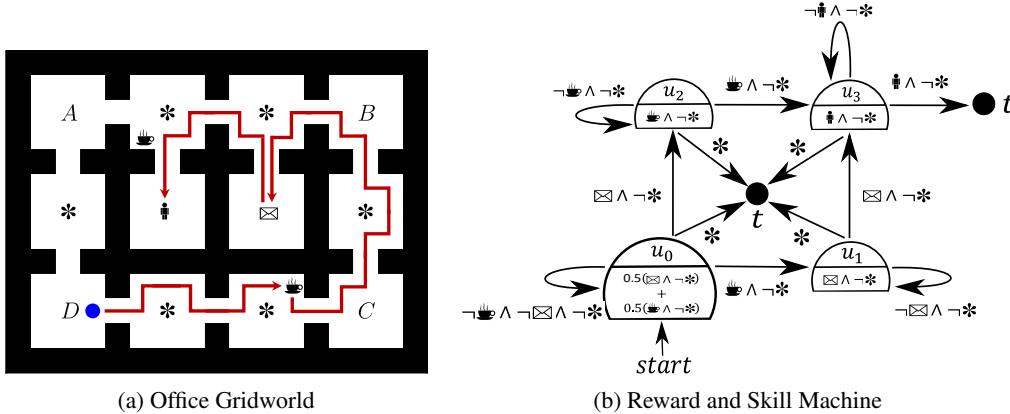 A
*
*
B
*
*
D
*
*
C
(a) Office Gridworld
¬☕∧¬*
u₂
☕∧¬*
☕∧¬*
¬🚹∧¬*
u₃
🚹∧¬*
🚹∧¬*
t
*
*
✉∧¬*
t
✉∧¬*
*
*
u₀
0.5(✉∧¬*)
+
0.5(☕∧¬*)
¬☕∧¬✉∧¬*
☕∧¬*
u₁
✉∧¬*
¬✉∧¬*
start
(b) Reward and Skill Machine